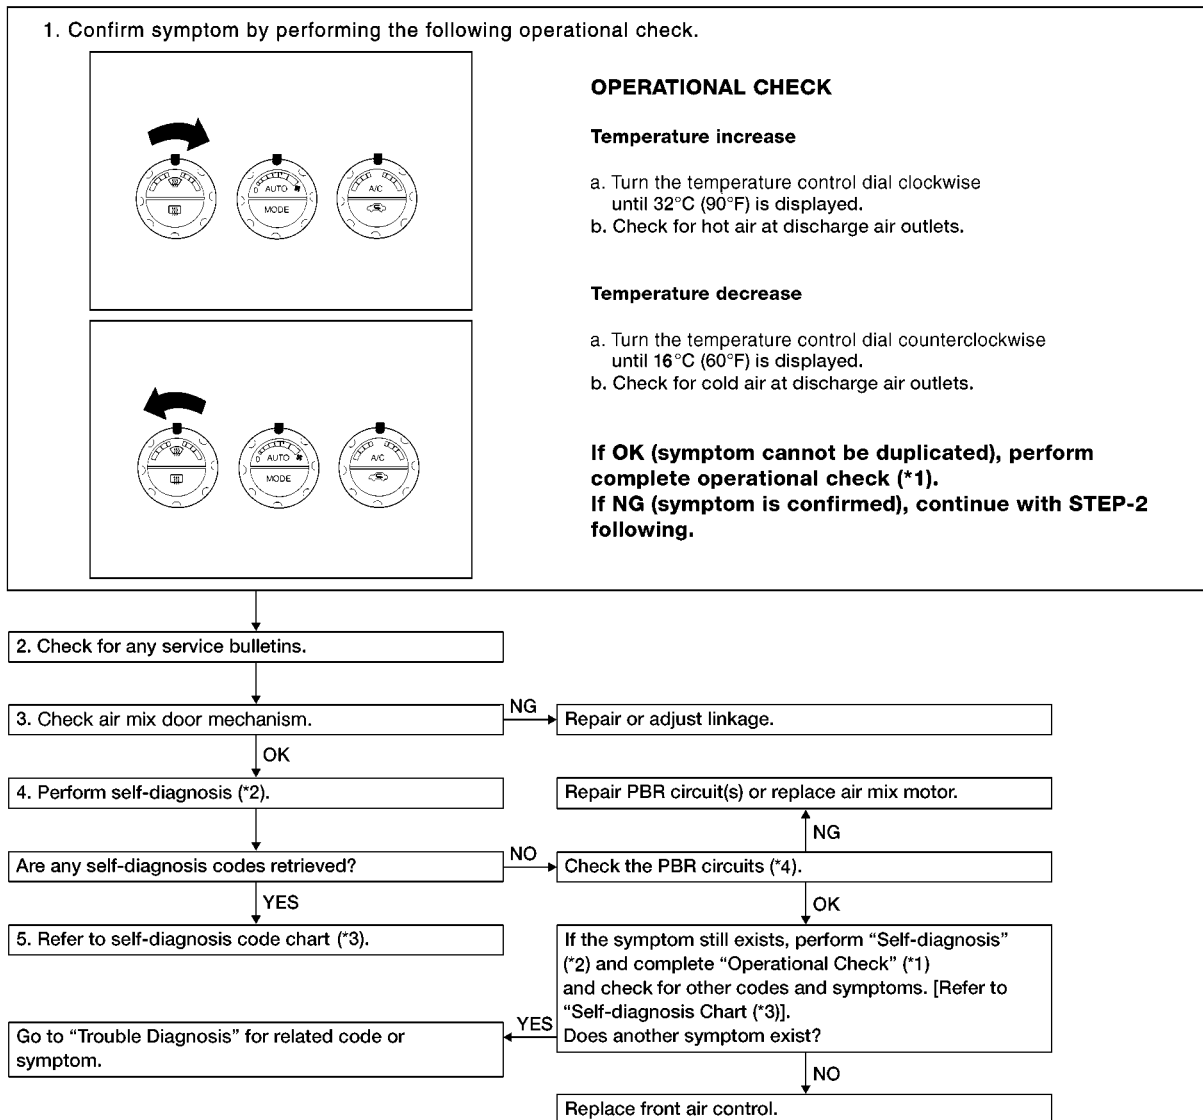 1. Confirm symptom by performing the following operational check.
AUTO
MODE
A/C
0
AUTO
MODE
A/C
0
OPERATIONAL CHECK
Temperature increase
a. Turn the temperature control dial clockwise
until 32°C (90°F) is displayed.
b. Check for hot air at discharge air outlets.
Temperature decrease
a. Turn the temperature control dial counterclockwise
until 16°C (60°F) is displayed.
b. Check for cold air at discharge air outlets.
If OK (symptom cannot be duplicated), perform
complete operational check (*1).
If NG (symptom is confirmed), continue with STEP-2
following.
2. Check for any service bulletins.
3. Check air mix door mechanism.
NG
Repair or adjust linkage.
OK
4. Perform self-diagnosis (*2).
Repair PBR circuit(s) or replace air mix motor.
NG
Are any self-diagnosis codes retrieved?
NO
Check the PBR circuits (*4).
YES
OK
5. Refer to self-diagnosis code chart (*3).
If the symptom still exists, perform “Self-diagnosis”
(*2) and complete “Operational Check” (*1)
and check for other codes and symptoms. [Refer to
“Self-diagnosis Chart (*3)].
Does another symptom exist?
YES
Go to “Trouble Diagnosis” for related code or
symptom.
NO
Replace front air control.